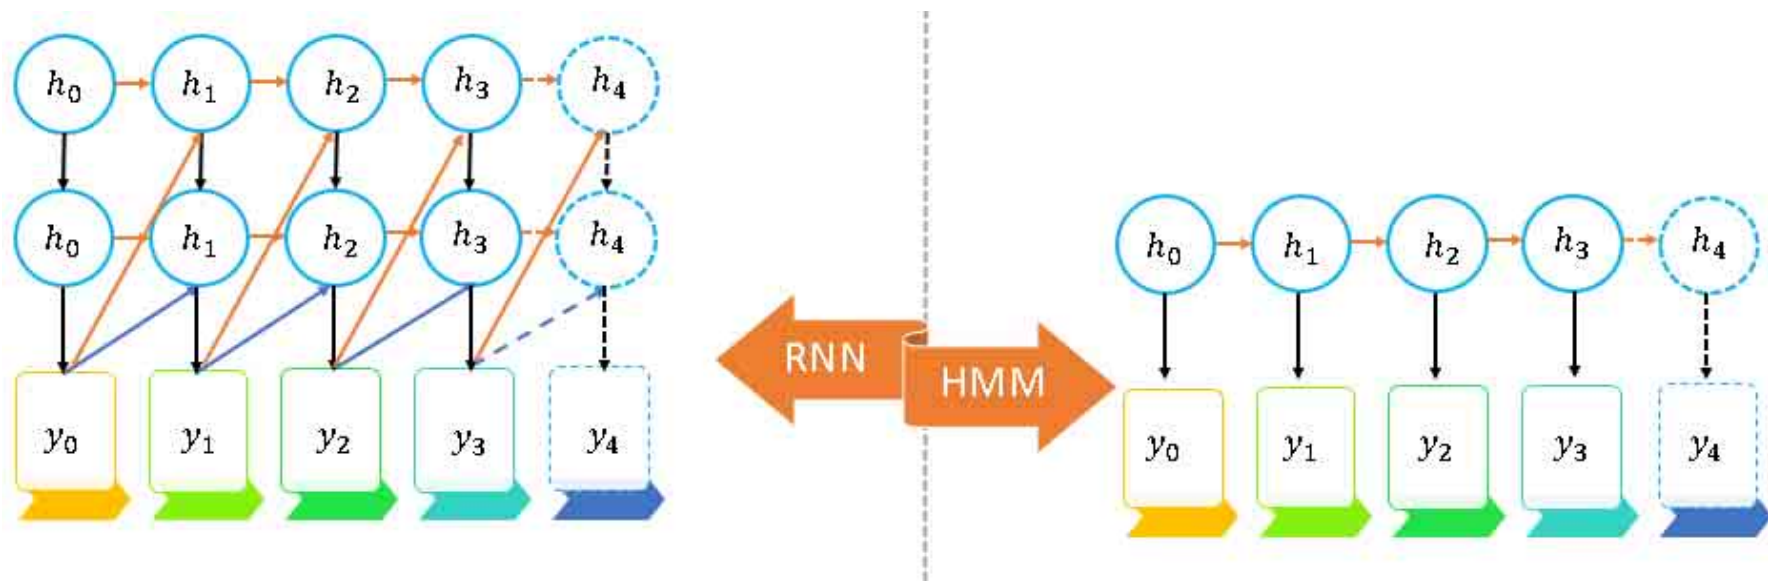 h₀ h₁ h₂ h₃ h₄
h₀ h₁ h₂ h₃ h₄
y₀ y₁ y₂ y₃ y₄
RNN
HMM
h₀ h₁ h₂ h₃ h₄
y₀ y₁ y₂ y₃ y₄